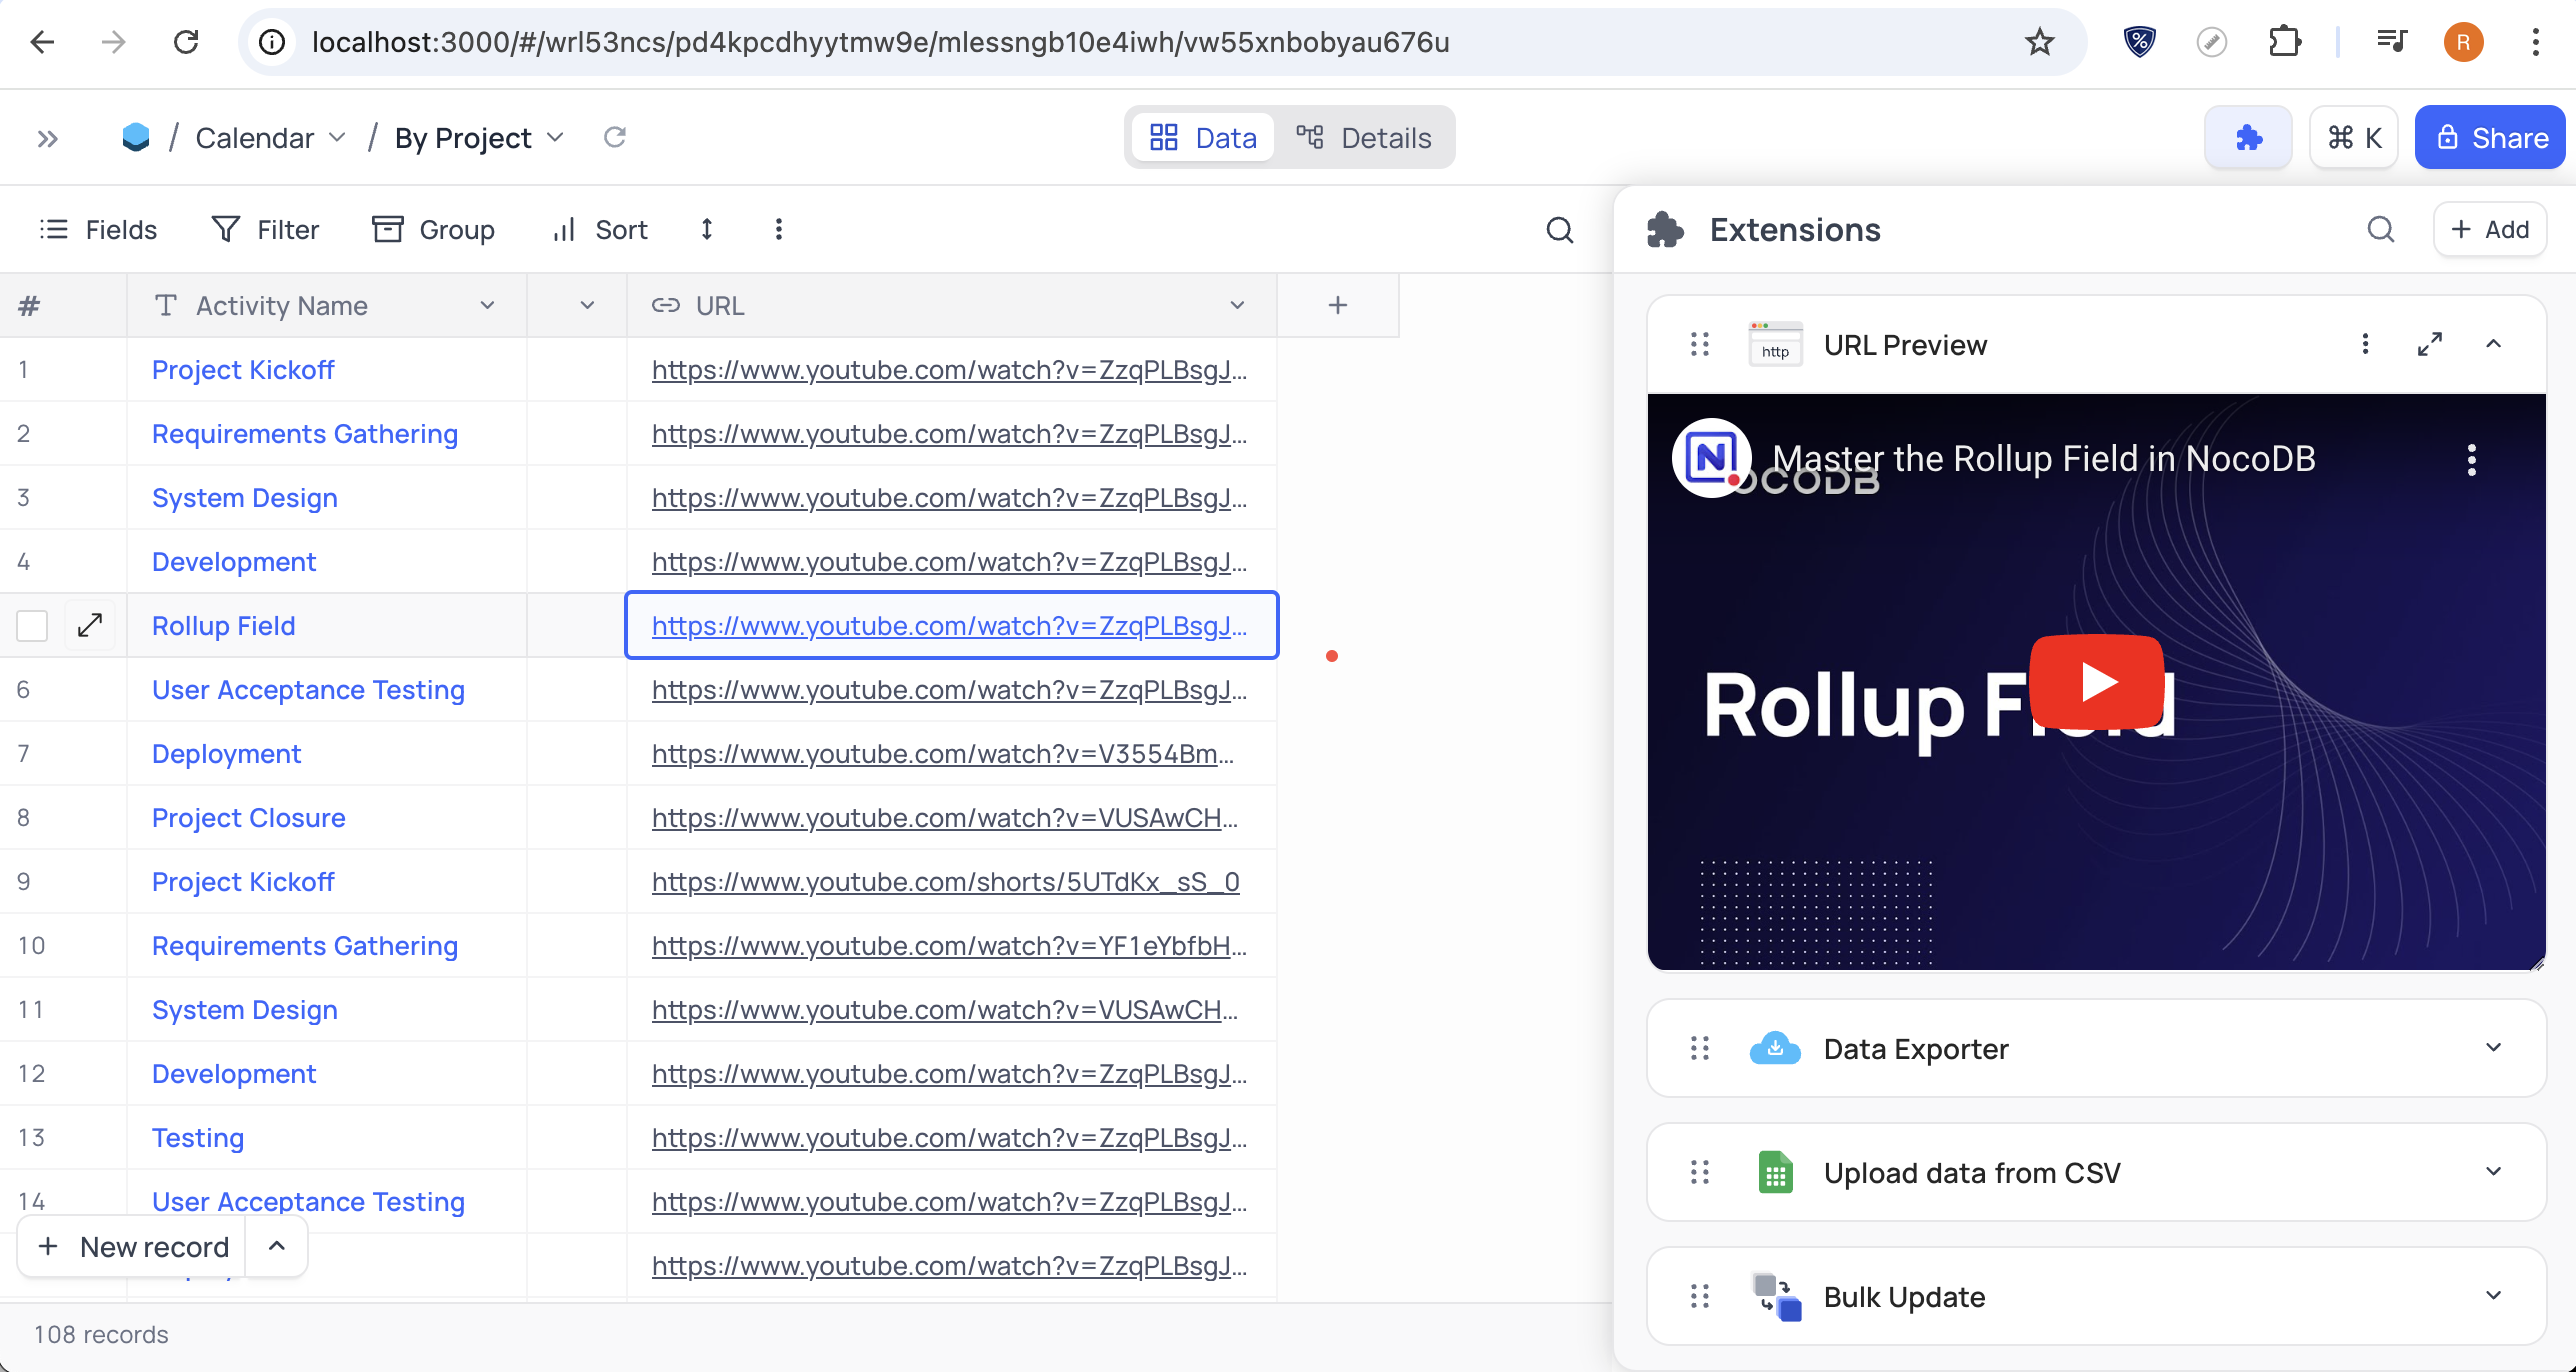 localhost:3000/#/wrl53ncs/pd4kpcdhyytmw9e/mlessngb10e4iwh/vw55xnbobyau676u
R
/ Calendar / By Project
Data Details
⌘ K
Share
Fields Filter Group Sort
# Activity Name URL
1 Project Kickoff https://www.youtube.com/watch?v=ZzqPLBsgJ...
2 Requirements Gathering https://www.youtube.com/watch?v=ZzqPLBsgJ...
3 System Design https://www.youtube.com/watch?v=ZzqPLBsgJ...
4 Development https://www.youtube.com/watch?v=ZzqPLBsgJ...
Rollup Field https://www.youtube.com/watch?v=ZzqPLBsgJ...
6 User Acceptance Testing https://www.youtube.com/watch?v=ZzqPLBsgJ...
7 Deployment https://www.youtube.com/watch?v=V3554Bm...
8 Project Closure https://www.youtube.com/watch?v=VUSAwCH...
9 Project Kickoff https://www.youtube.com/shorts/5UTdKx_sS_0
10 Requirements Gathering https://www.youtube.com/watch?v=YF1eYbfbH...
11 System Design https://www.youtube.com/watch?v=VUSAwCH...
12 Development https://www.youtube.com/watch?v=ZzqPLBsgJ...
13 Testing https://www.youtube.com/watch?v=ZzqPLBsgJ...
14 User Acceptance Testing https://www.youtube.com/watch?v=ZzqPLBsgJ...
https://www.youtube.com/watch?v=ZzqPLBsgJ...
+ New record
108 records
Extensions
+ Add
http URL Preview
N Master the Rollup Field in NocoDB
OCODB
Rollup Field
Data Exporter
Upload data from CSV
Bulk Update